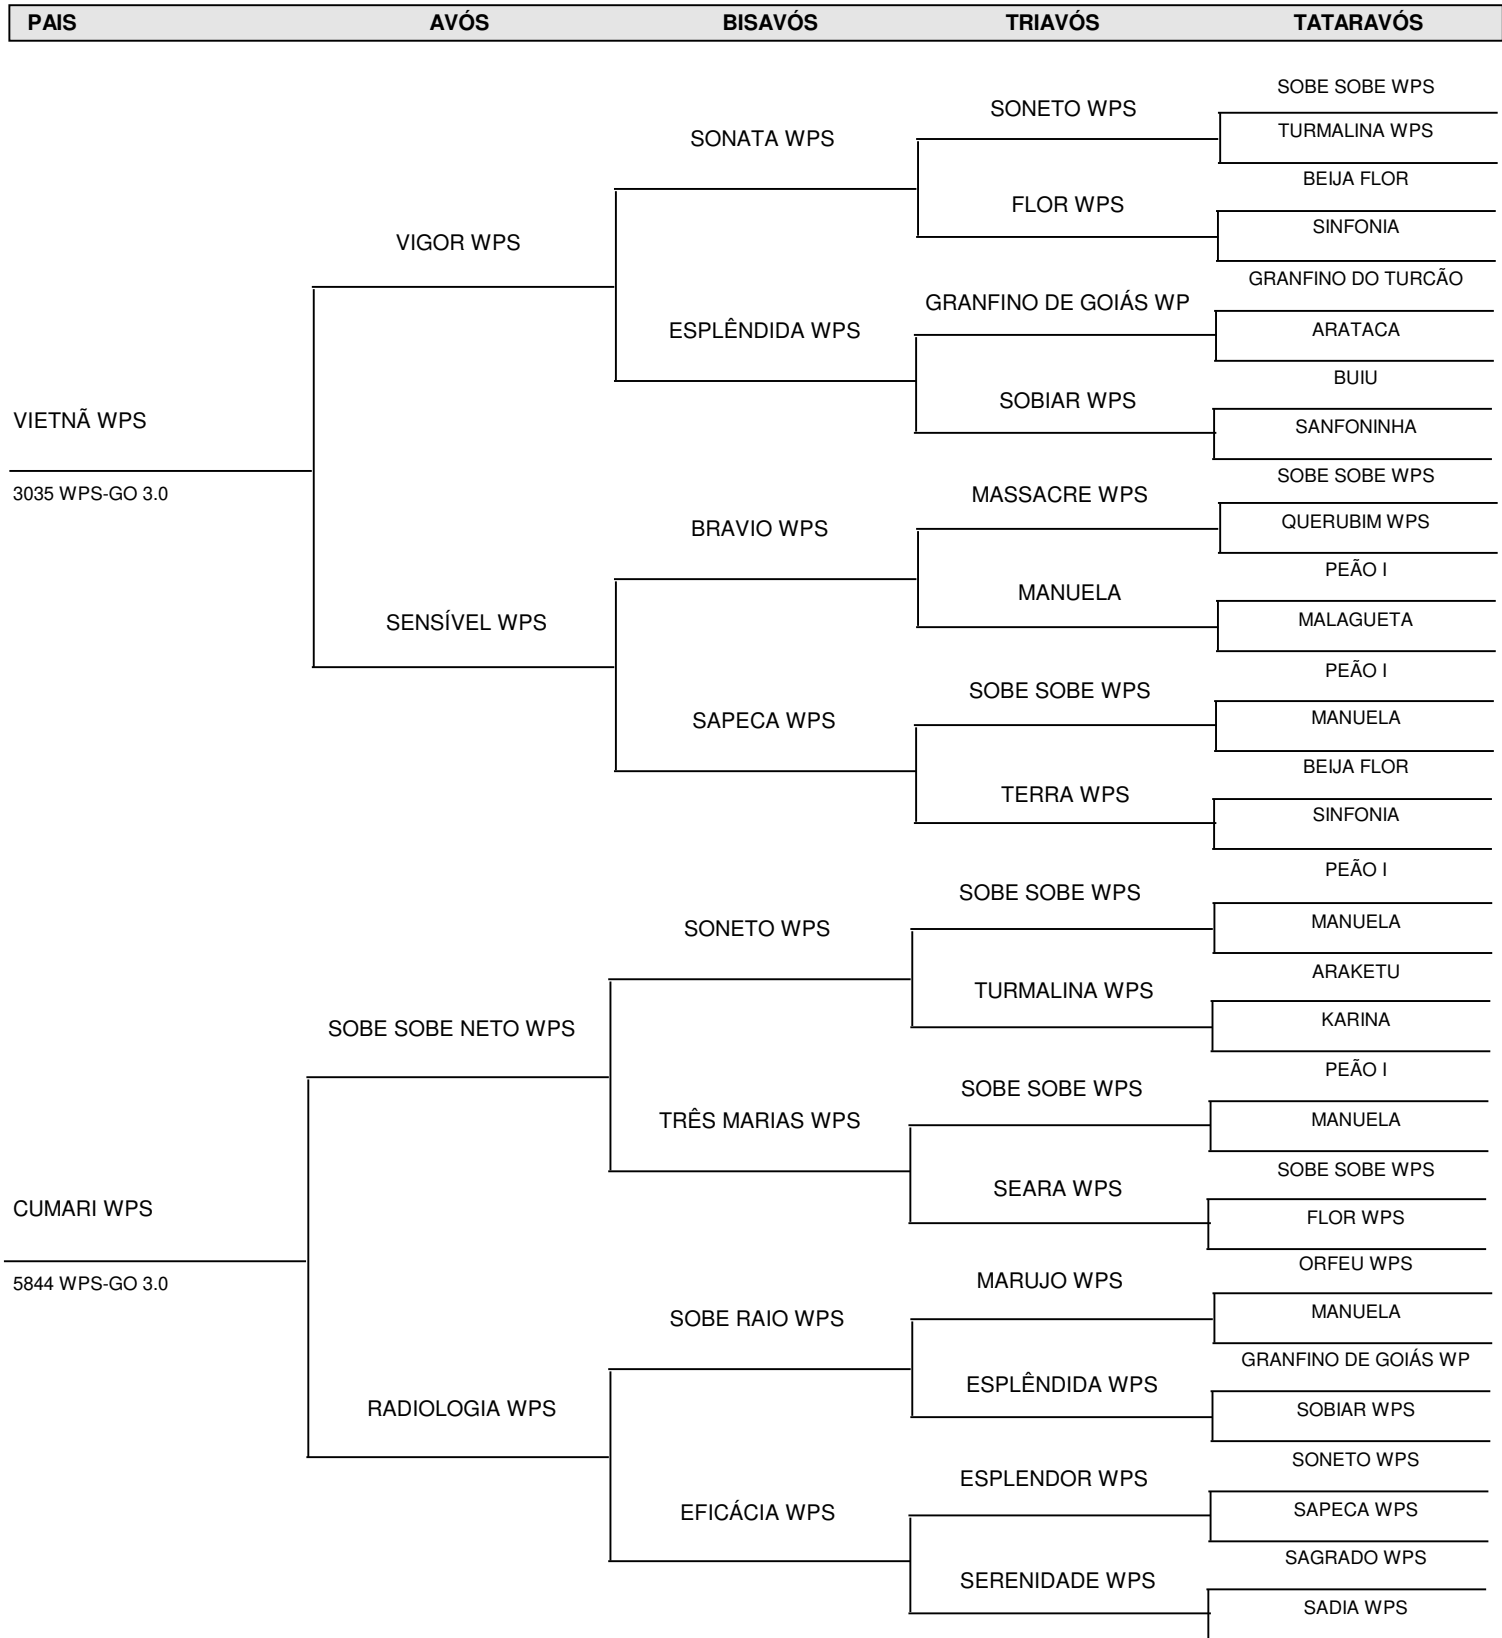 PAIS AVÓS BISAVÓS TRIAVÓS TATARAVÓS
SOBE SOBE WPS
SONETO WPS
TURMALINA WPS
SONATA WPS
BEIJA FLOR
FLOR WPS
SINFONIA
VIGOR WPS
GRANFINO DO TURCÃO
GRANFINO DE GOIÁS WP
ARATACA
ESPLÊNDIDA WPS
BUIU
SOBIAR WPS
VIETNÃ WPS
SANFONINHA
SOBE SOBE WPS
3035 WPS-GO 3.0
MASSACRE WPS
QUERUBIM WPS
BRAVIO WPS
PEÃO I
MANUELA
MALAGUETA
SENSÍVEL WPS
PEÃO I
SOBE SOBE WPS
MANUELA
SAPECA WPS
BEIJA FLOR
TERRA WPS
SINFONIA
PEÃO I
SOBE SOBE WPS
MANUELA
SONETO WPS
ARAKETU
TURMALINA WPS
KARINA
SOBE SOBE NETO WPS
PEÃO I
SOBE SOBE WPS
MANUELA
TRÊS MARIAS WPS
SOBE SOBE WPS
SEARA WPS
CUMARI WPS
FLOR WPS
ORFEU WPS
5844 WPS-GO 3.0
MARUJO WPS
MANUELA
SOBE RAIO WPS
GRANFINO DE GOIÁS WP
ESPLÊNDIDA WPS
RADIOLOGIA WPS
SOBIAR WPS
SONETO WPS
ESPLENDOR WPS
SAPECA WPS
EFICÁCIA WPS
SAGRADO WPS
SERENIDADE WPS
SADIA WPS